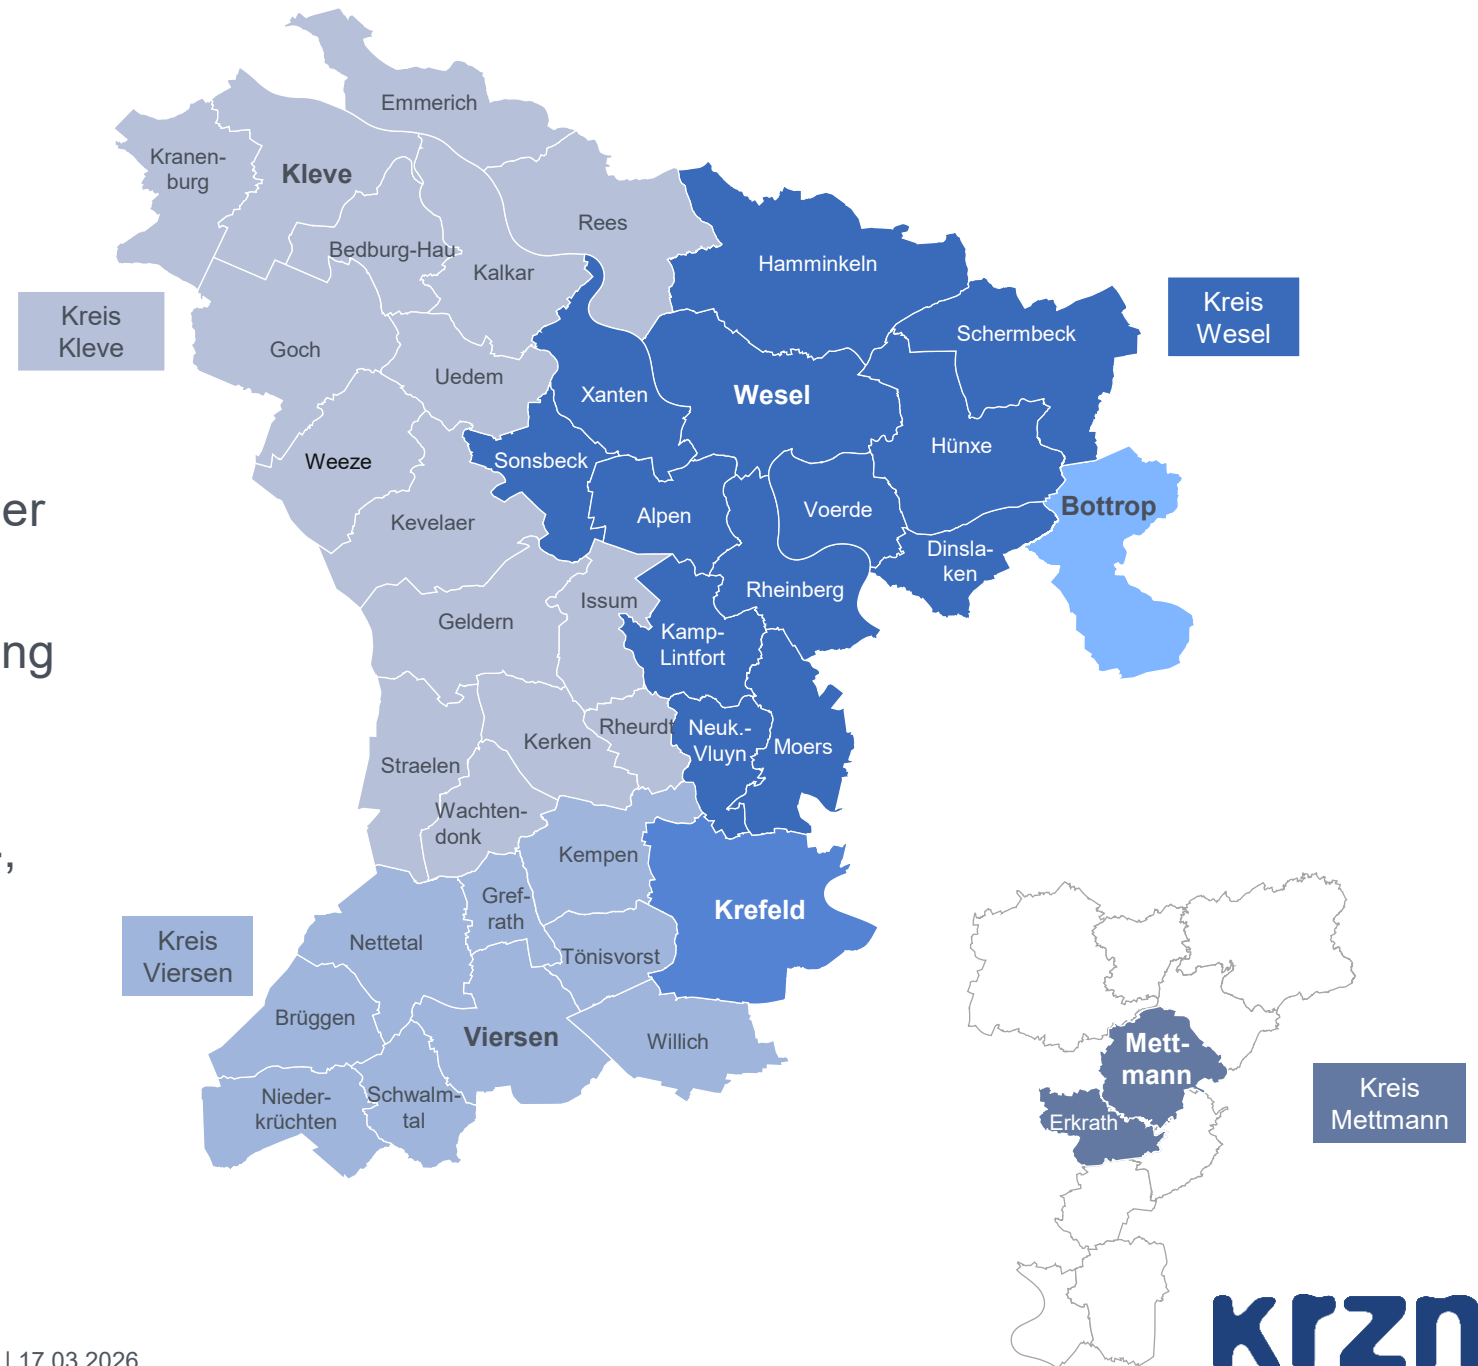 Emmerich
Kranen-
burg
Kleve
Rees
Bedburg-Hau
Kalkar
Hamminkeln
Kreis
Kleve
Kreis
Wesel
Goch
Schermbeck
Uedem
Xanten
Wesel
Weeze
Sonsbeck
Hünxe
er
Kevelaer
Alpen
Voerde
Bottrop
Dinsla-
ken
Geldern
Issum
Rheinberg
ng
Kamp-
Lintfort
Straelen
Kerken
Rheurdt
Neuk.-
Vluyn
Moers
Wachten-
donk
Kempen
Gref-
rath
Krefeld
Kreis
Viersen
Nettetal
Tönisvorst
Brüggen
Viersen
Willich
Nieder-
krüchten
Schwalm-
tal
Mett-
mann
Erkrath
Kreis
Mettmann
krzn
| 17.03.2026